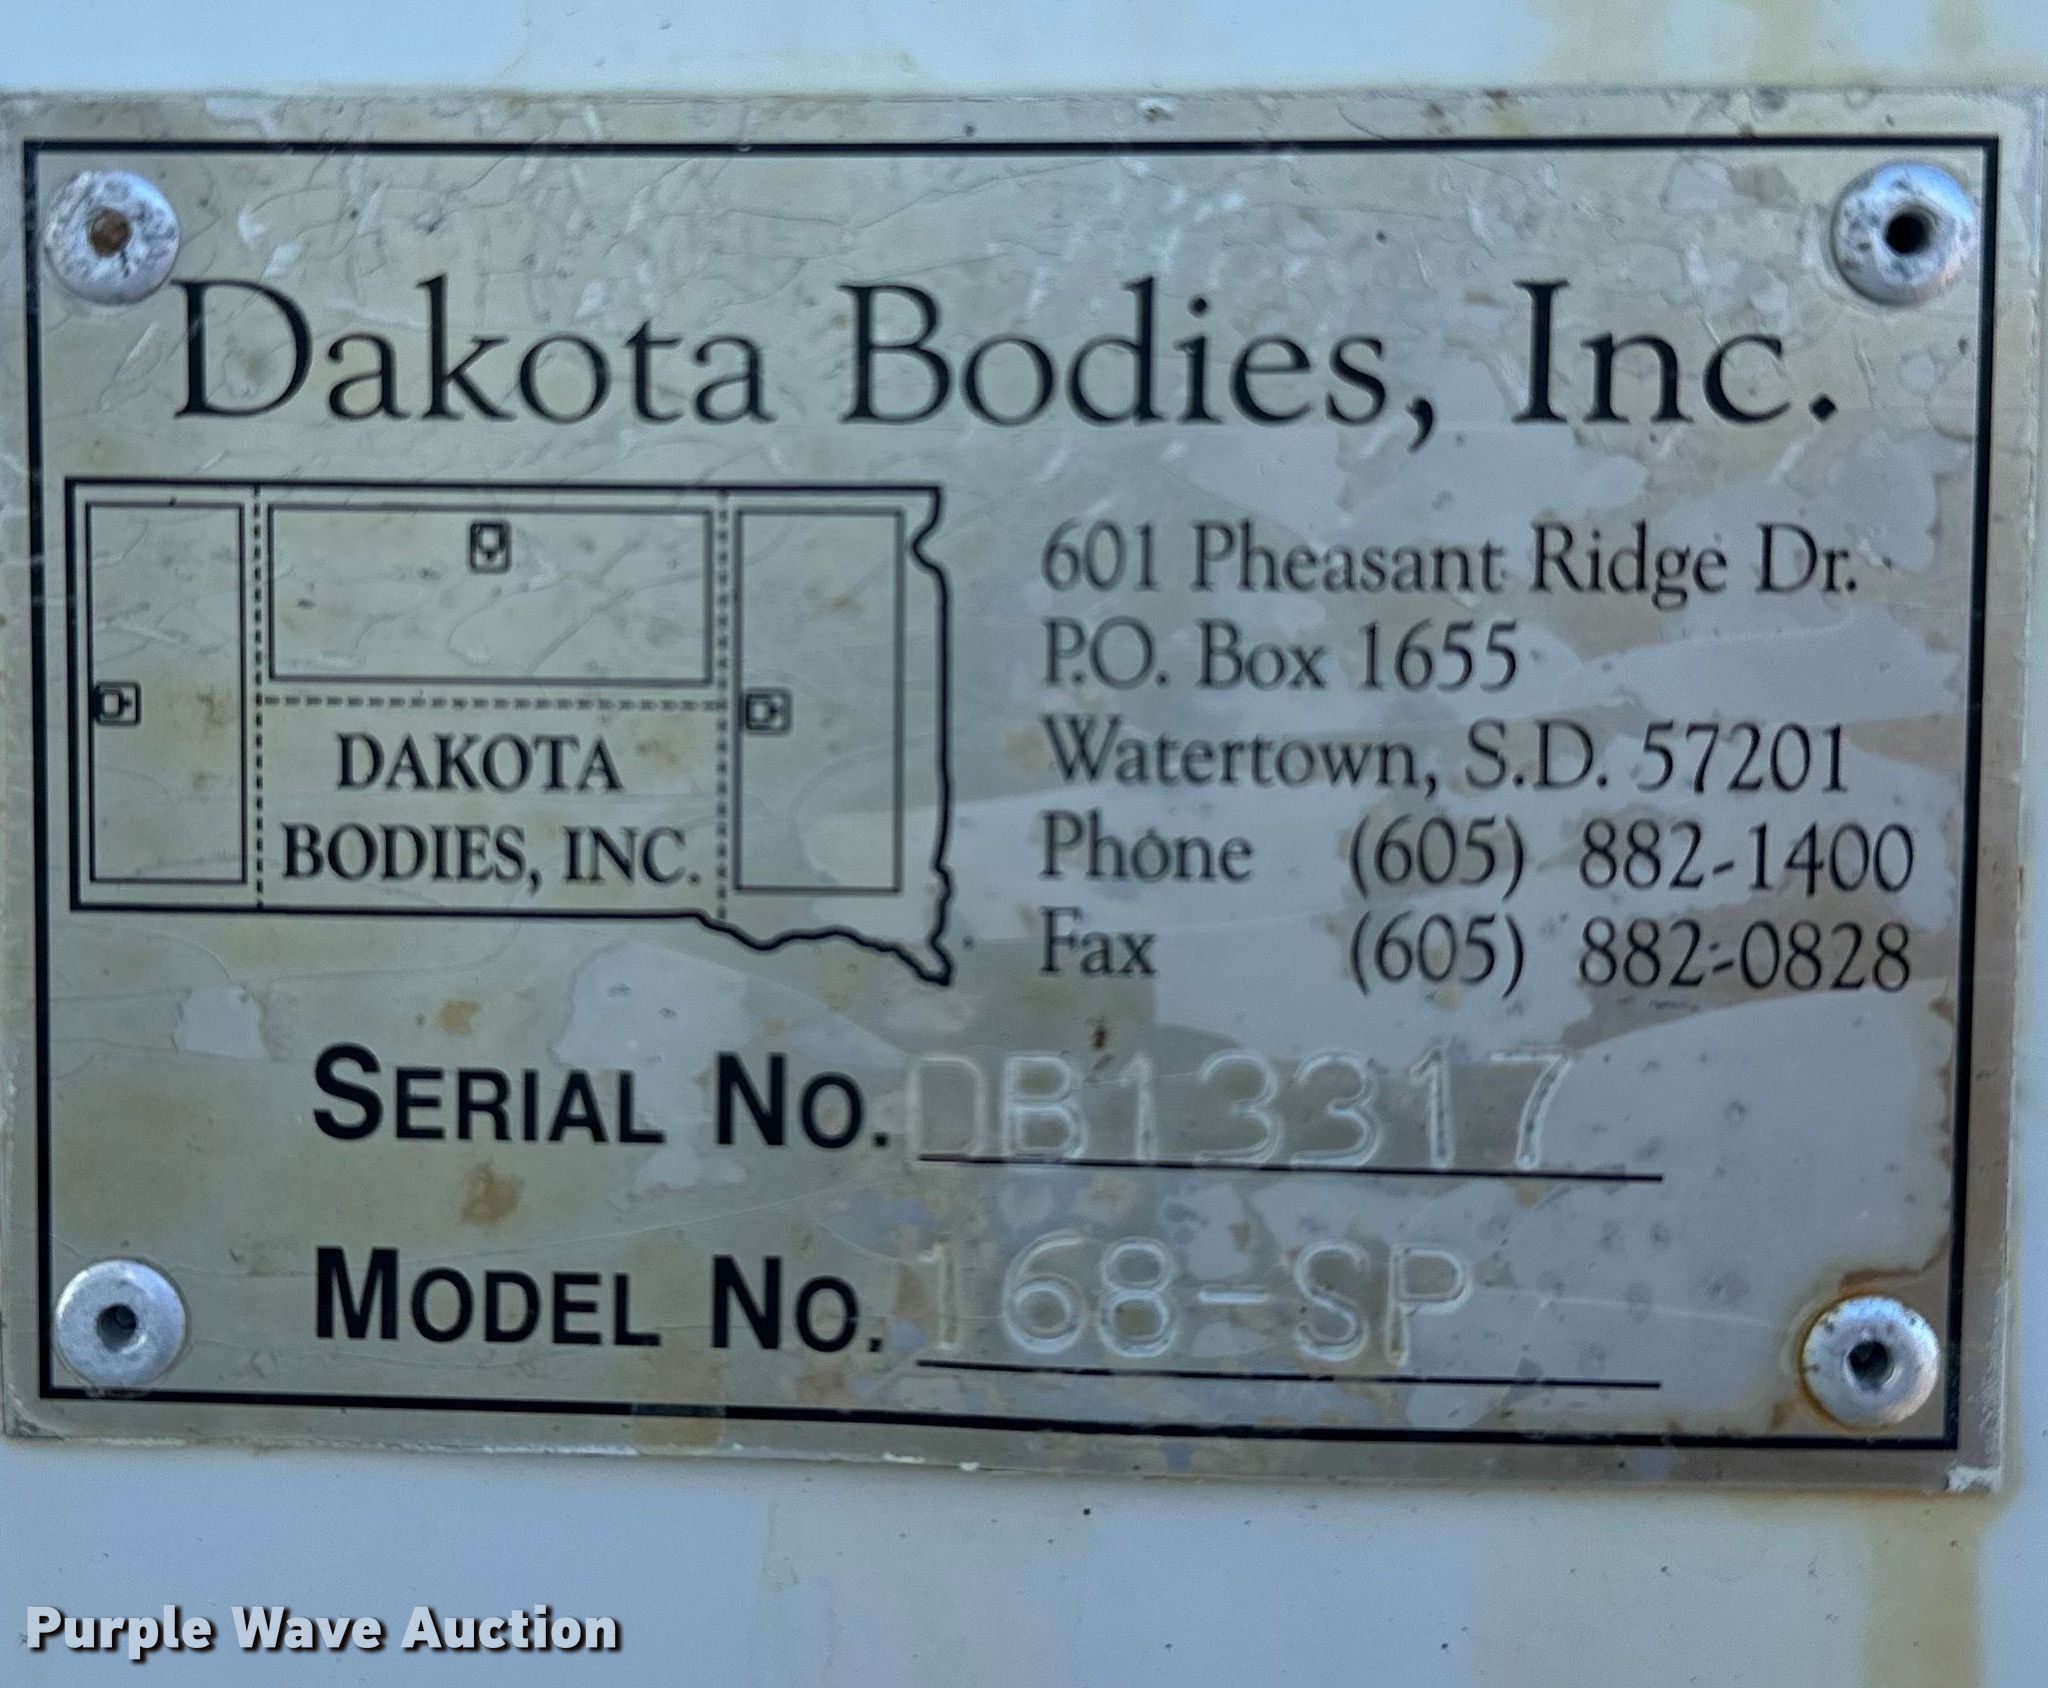 Dakota Bodies, Inc.
DAKOTA
BODIES, INC.
601 Pheasant Ridge Dr.
P.O. Box 1655
Watertown, S.D. 57201
Phone (605) 882-1400
Fax (605) 882-0828
SERIAL NO. DB13317
MODEL NO. 168-SP
Purple Wave Auction